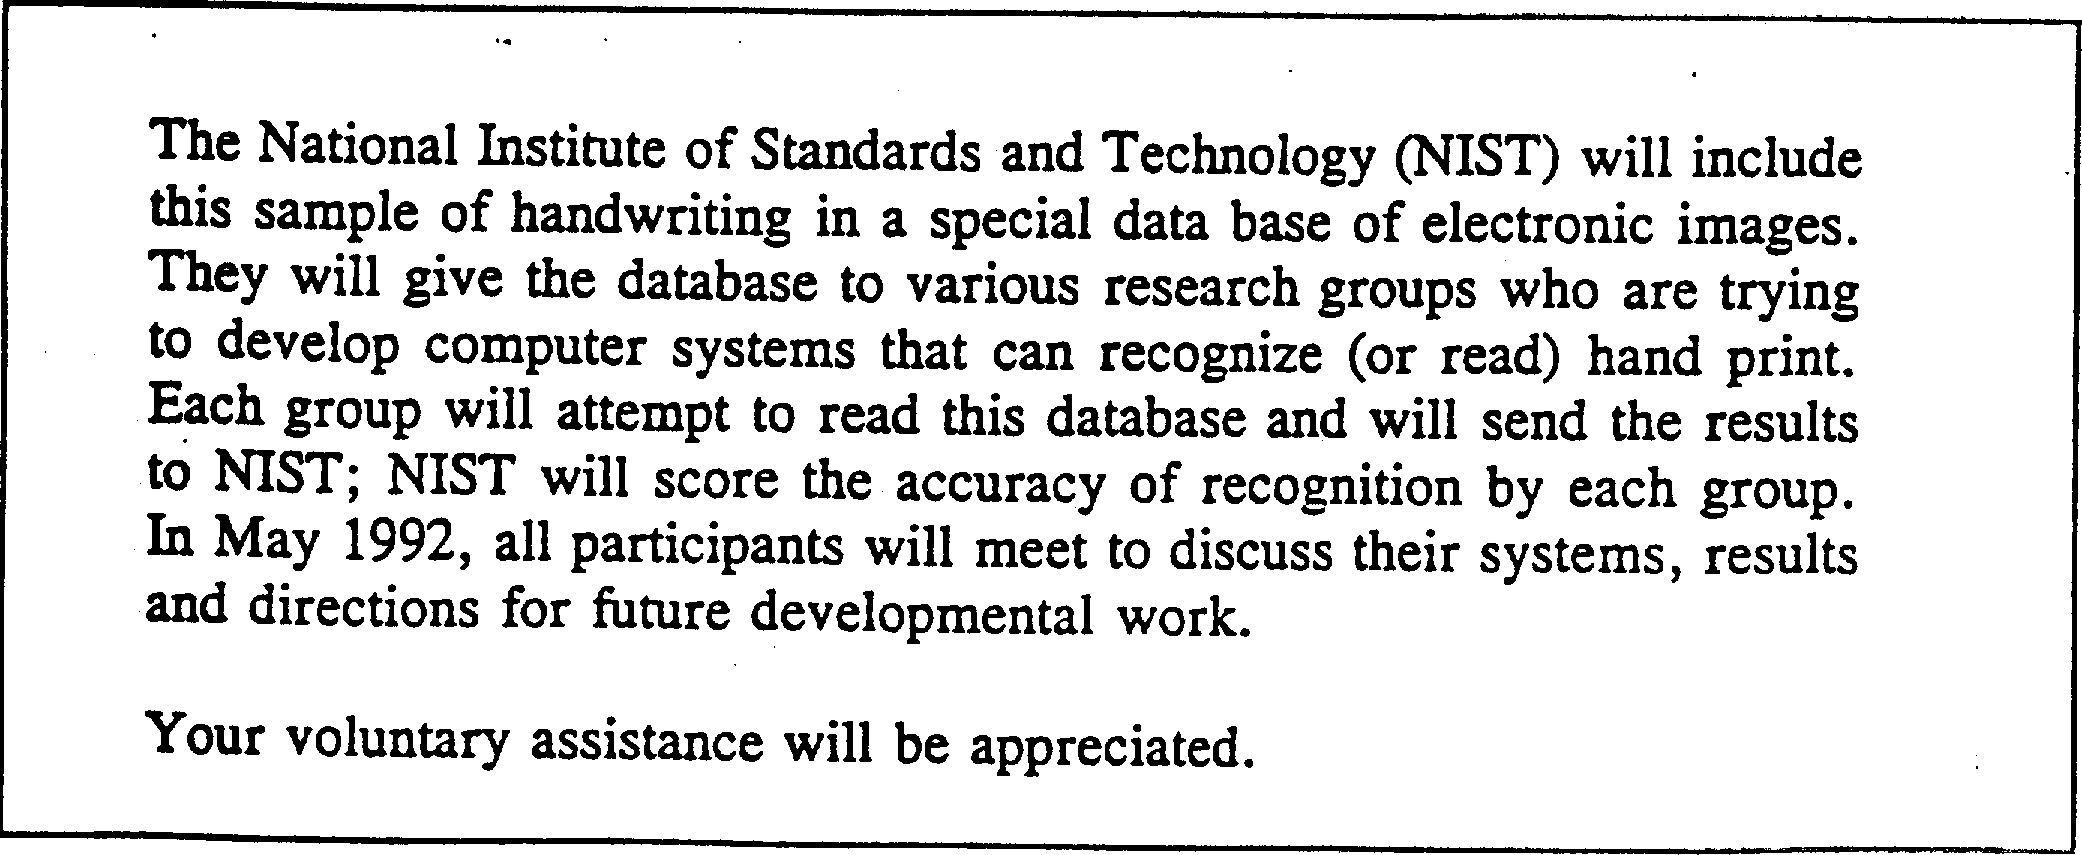 The National Institute of Standards and Technology (NIST) will include
this sample of handwriting in a special data base of electronic images.
They will give the database to various research groups who are trying
to develop computer systems that can recognize (or read) hand print.
Each group will attempt to read this database and will send the results
to NIST; NIST will score the accuracy of recognition by each group.
In May 1992, all participants will meet to discuss their systems, results
and directions for future developmental work.
Your voluntary assistance will be appreciated.